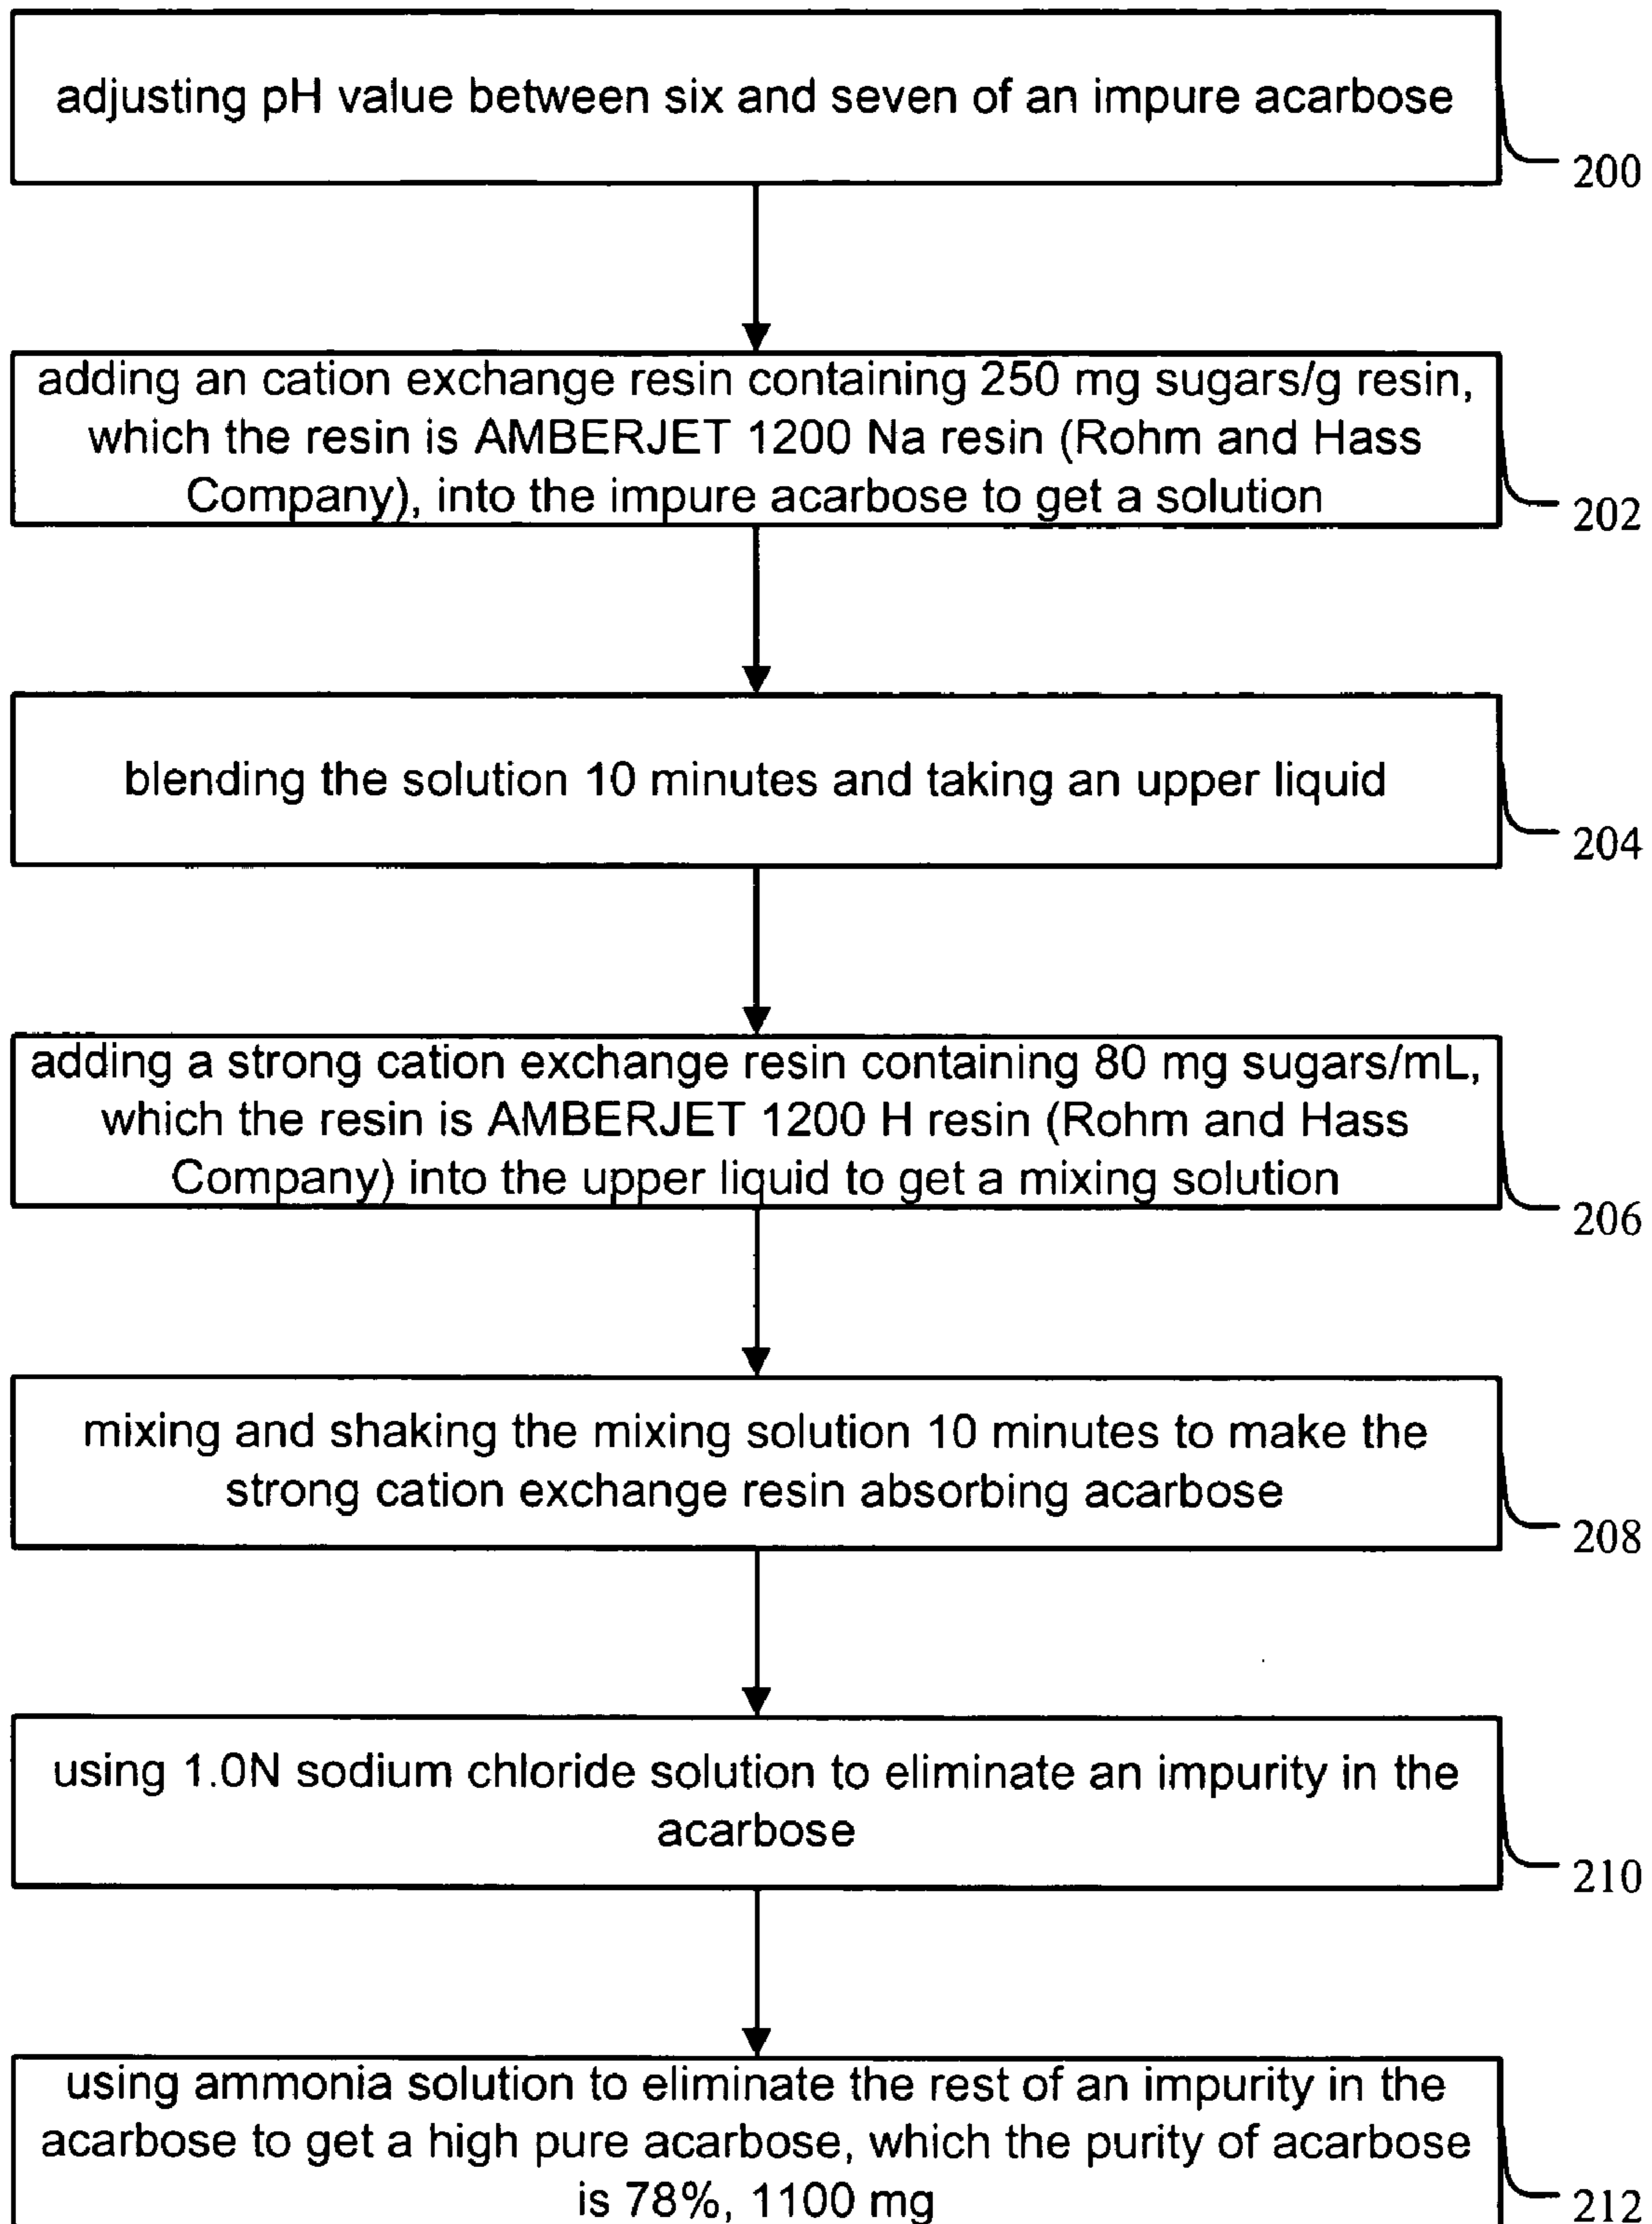 adjusting pH value between six and seven of an impure acarbose
200
adding an cation exchange resin containing 250 mg sugars/g resin,
which the resin is AMBERJET 1200 Na resin (Rohm and Hass
Company), into the impure acarbose to get a solution
202
blending the solution 10 minutes and taking an upper liquid
204
adding a strong cation exchange resin containing 80 mg sugars/mL,
which the resin is AMBERJET 1200 H resin (Rohm and Hass
Company) into the upper liquid to get a mixing solution
206
mixing and shaking the mixing solution 10 minutes to make the
strong cation exchange resin absorbing acarbose
208
using 1.0N sodium chloride solution to eliminate an impurity in the
acarbose
210
using ammonia solution to eliminate the rest of an impurity in the
acarbose to get a high pure acarbose, which the purity of acarbose
is 78%, 1100 mg
212